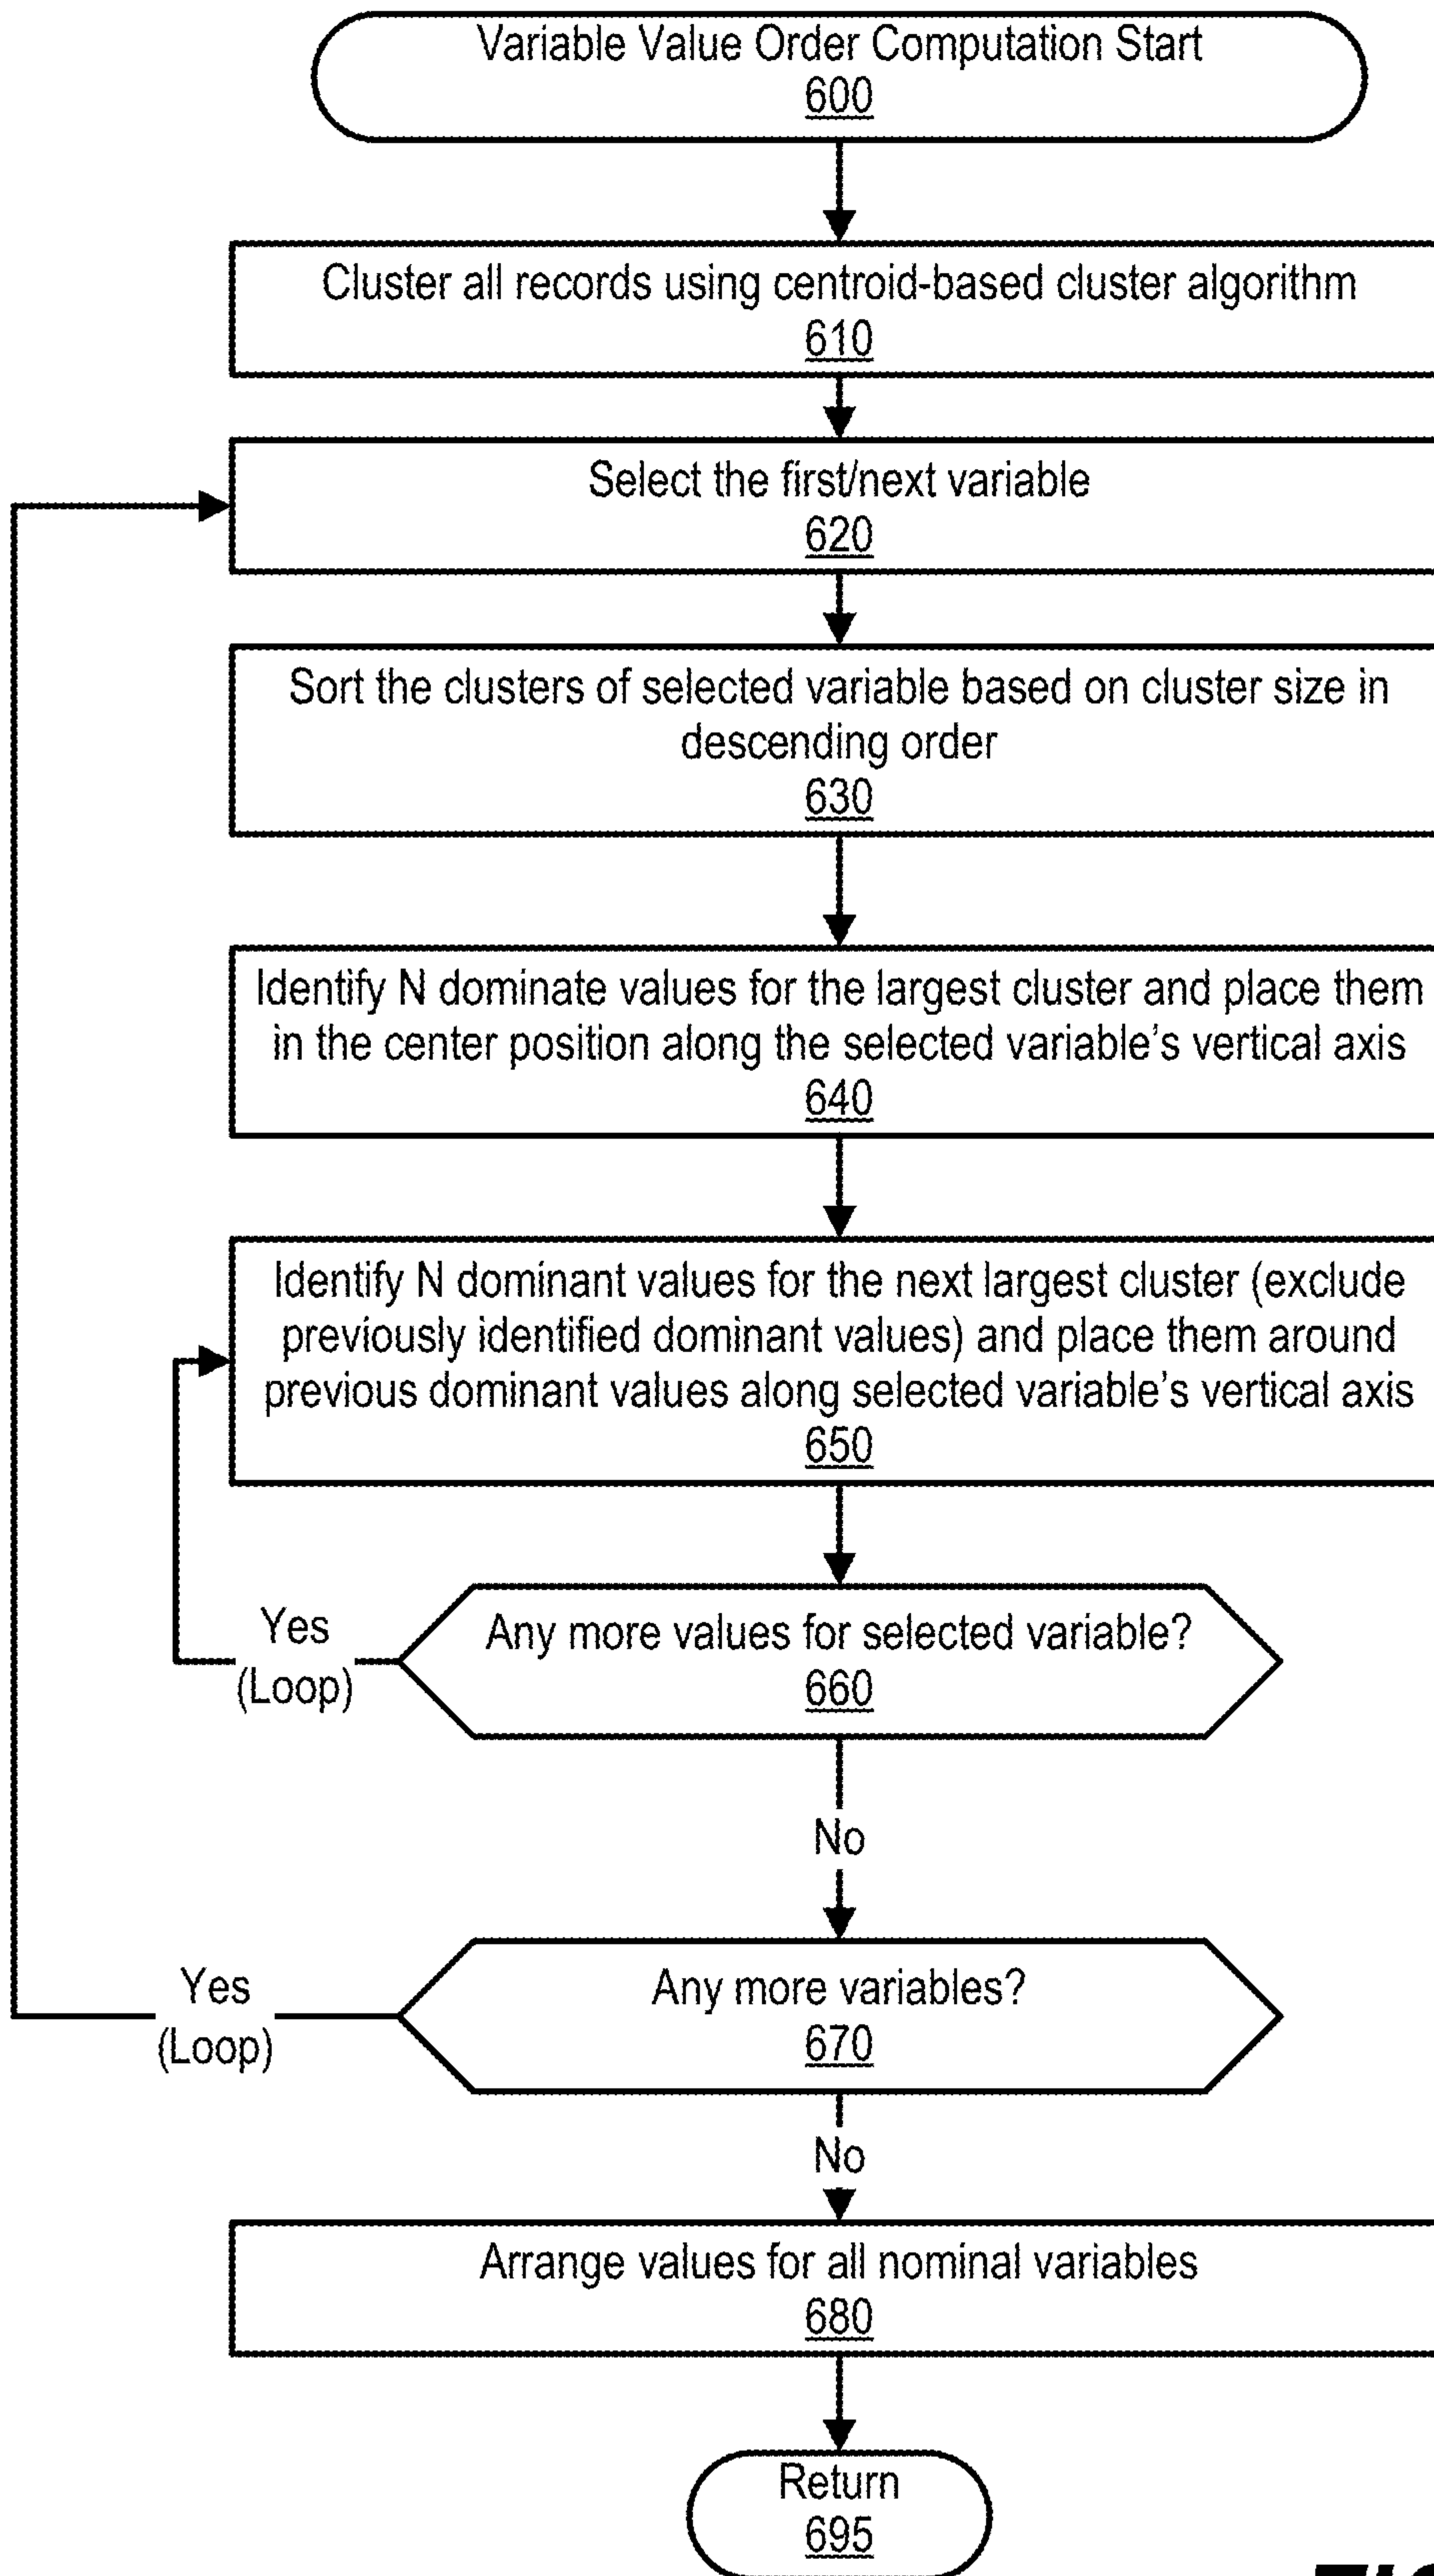 Variable Value Order Computation Start
600
Cluster all records using centroid-based cluster algorithm
610
Select the first/next variable
620
Sort the clusters of selected variable based on cluster size in
descending order
630
Identify N dominate values for the largest cluster and place them
in the center position along the selected variable's vertical axis
640
Identify N dominant values for the next largest cluster (exclude
previously identified dominant values) and place them around
previous dominant values along selected variable's vertical axis
650
Yes
(Loop)
Any more values for selected variable?
660
No
Yes
(Loop)
Any more variables?
670
No
Arrange values for all nominal variables
680
Return
695